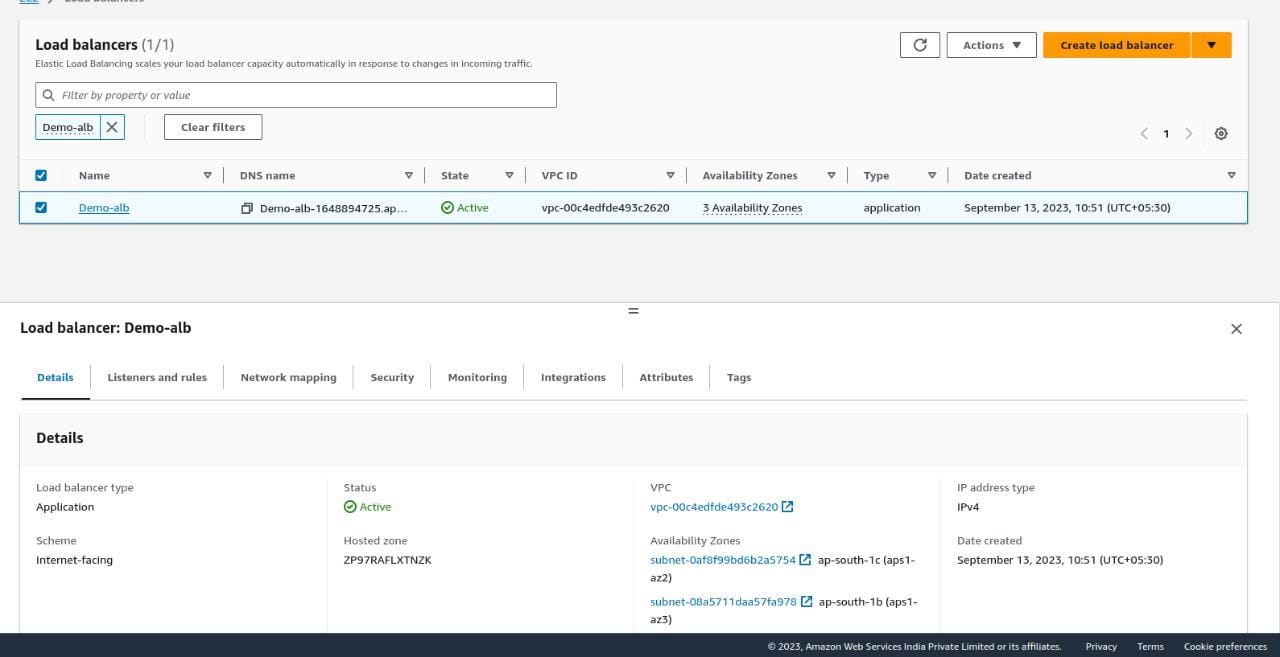 EC2 > Load balancers
Load balancers (1/1)
Elastic Load Balancing scales your load balancer capacity automatically in response to changes in incoming traffic.
Actions
Create load balancer
Filter by property or value
Demo-alb
Clear filters
1
Name DNS name State VPC ID Availability Zones Type Date created
Demo-alb Demo-alb-1648894725.ap... Active vpc-00c4edfde493c2620 3 Availability Zones application September 13, 2023, 10:51 (UTC+05:30)
Load balancer: Demo-alb
Details Listeners and rules Network mapping Security Monitoring Integrations Attributes Tags
Details
Load balancer type Status VPC IP address type
Application Active vpc-00c4edfde493c2620 IPv4
Scheme Hosted zone Availability Zones Date created
Internet-facing ZP97RAFLXTNZK subnet-0af8f99bd6b2a5754 ap-south-1c (aps1- September 13, 2023, 10:51 (UTC+05:30)
az2)
subnet-08a5711daa57fa978 ap-south-1b (aps1-
az3)
© 2023, Amazon Web Services India Private Limited or its affiliates. Privacy Terms Cookie preferences